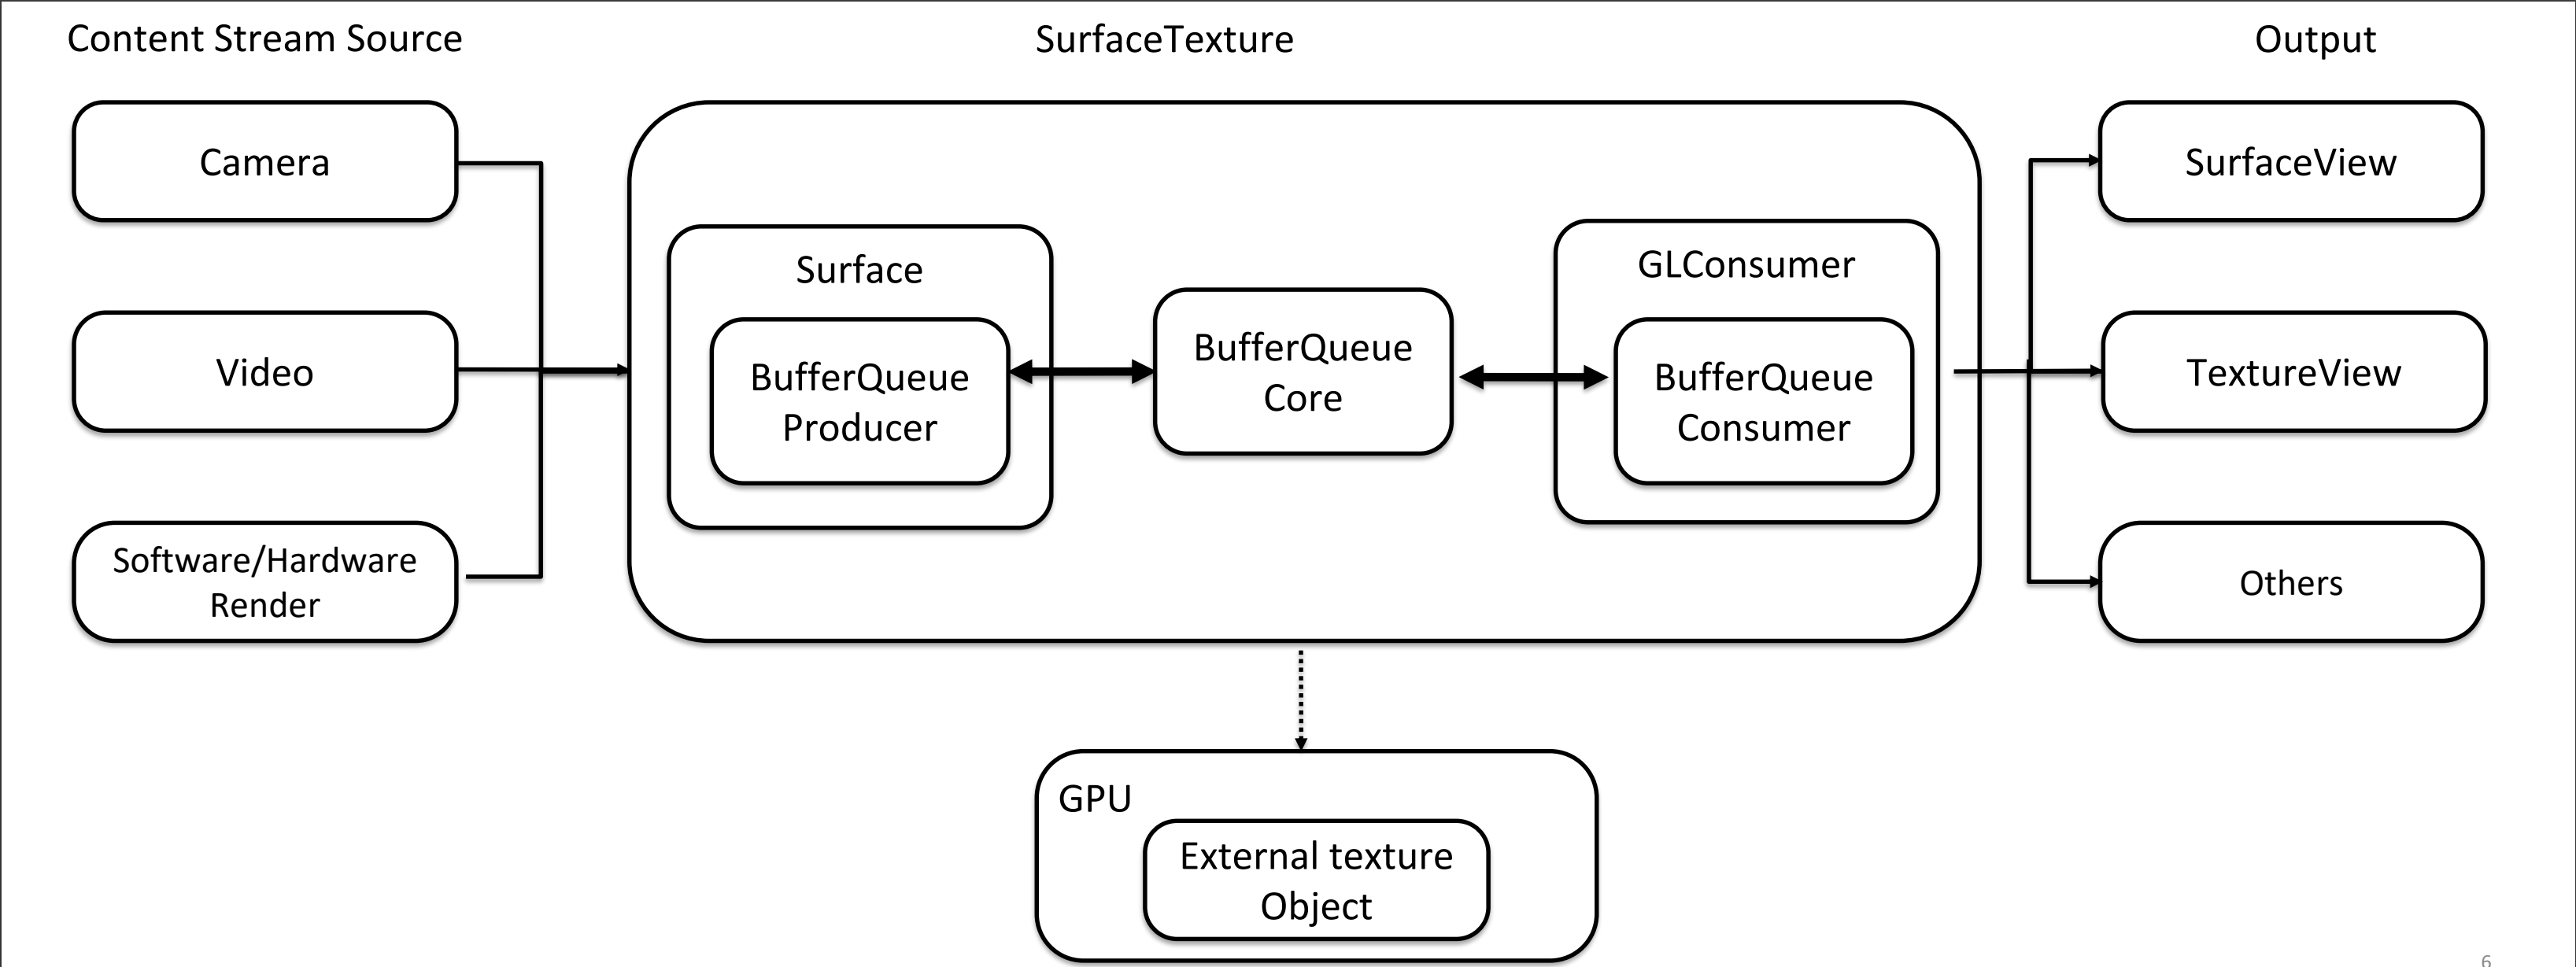 Content Stream Source
SurfaceTexture
Output
Camera
Video
Software/Hardware
Render
Surface
BufferQueue
Producer
BufferQueue
Core
GLConsumer
BufferQueue
Consumer
SurfaceView
TextureView
Others
GPU
External texture
Object
6